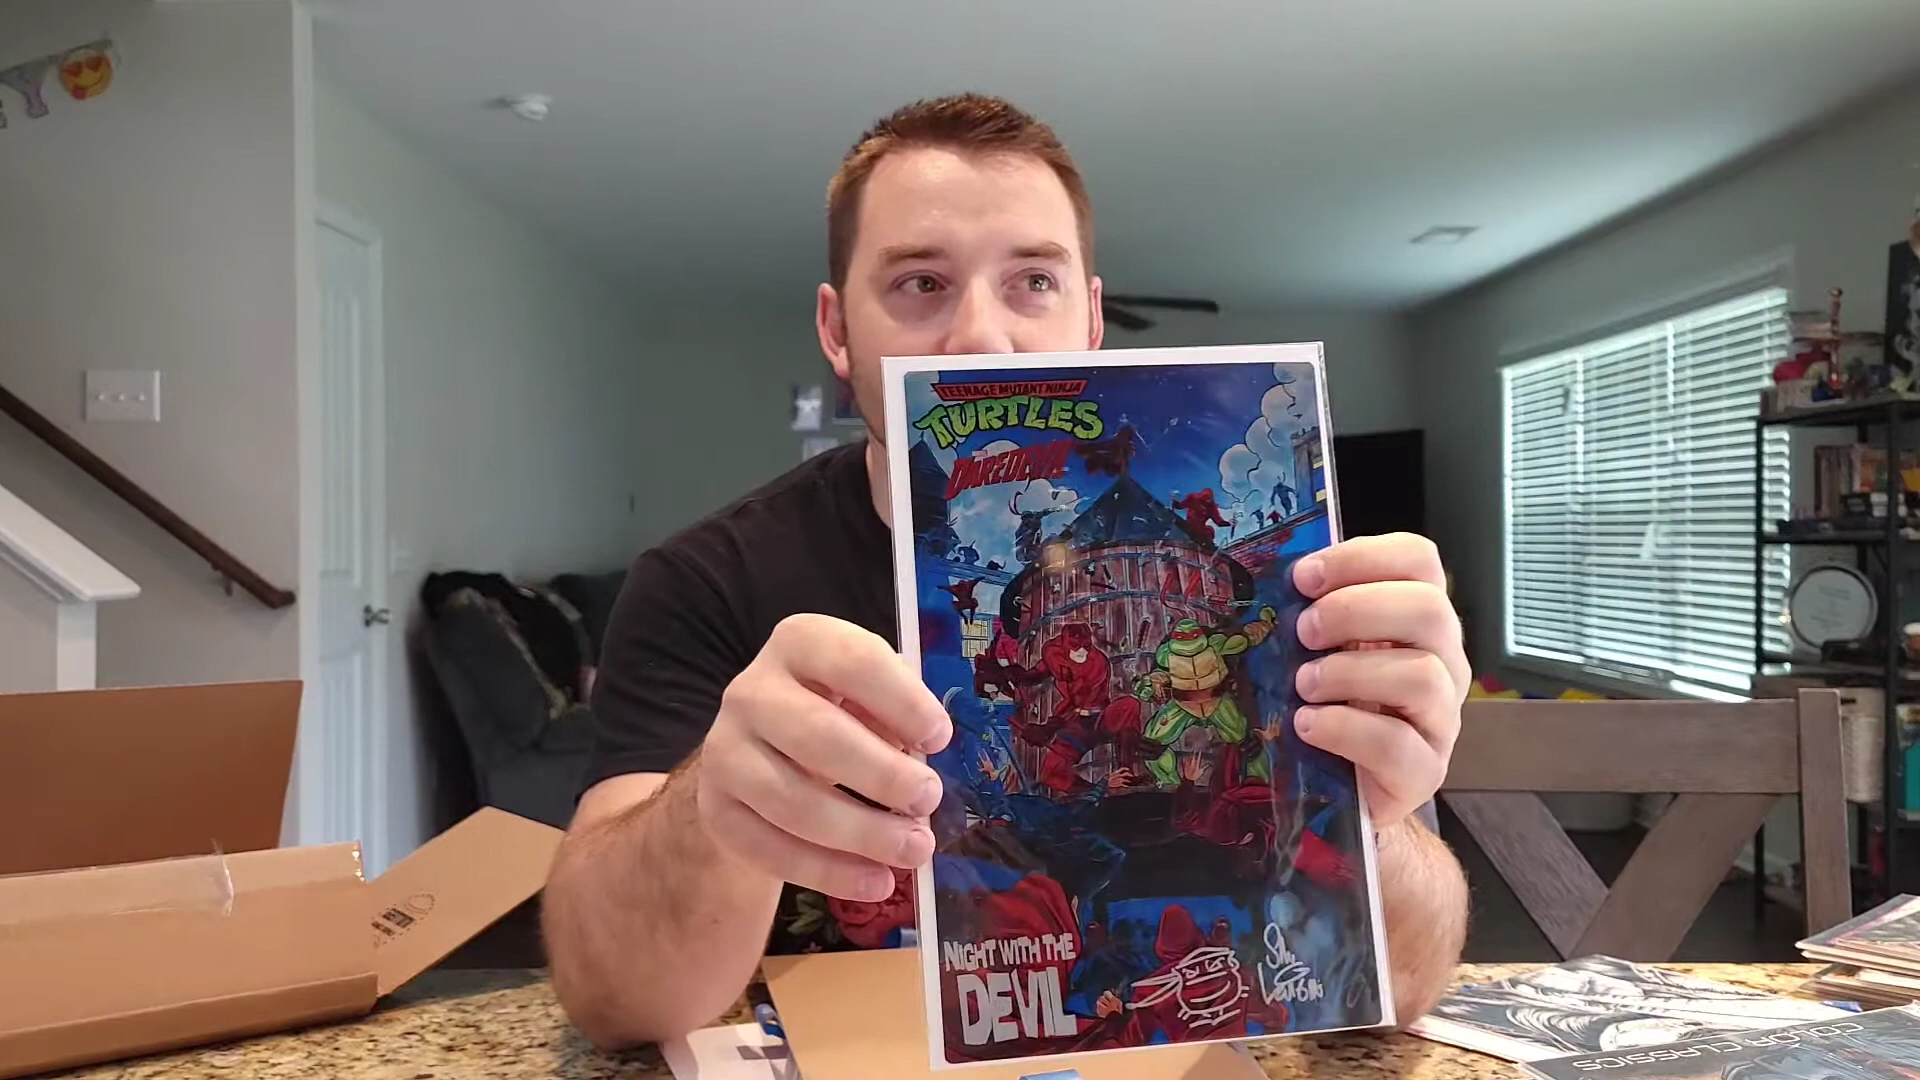 TEENAGE MUTANT NINJA
TURTLES
DAREDEVIL
NIGHT WITH THE
DEVIL
COLOR CLASSICS